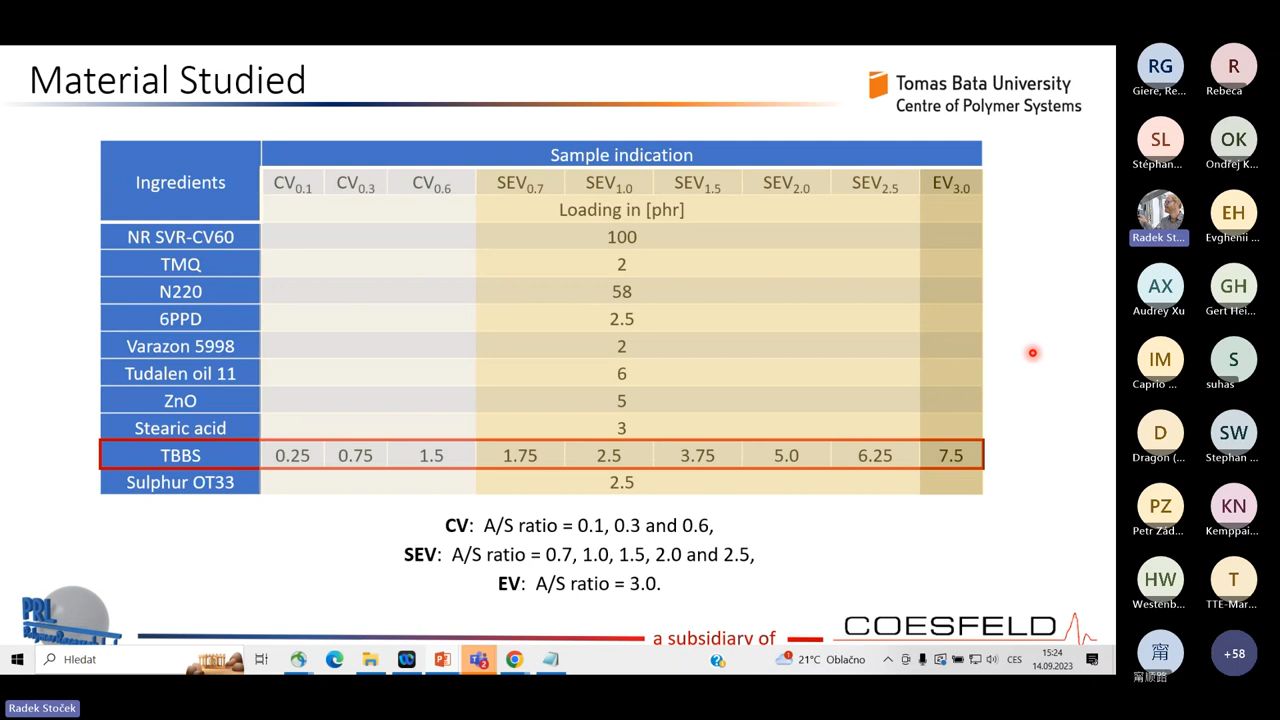 Material Studied
Tomas Bata University
Centre of Polymer Systems
Ingredients
Sample indication
CV0.1 CV0.3 CV0.6 SEV0.7 SEV1.0 SEV1.5 SEV2.0 SEV2.5 EV3.0
Loading in [phr]
NR SVR-CV60 100
TMQ 2
N220 58
6PPD 2.5
Varazon 5998 2
Tudalen oil 11 6
ZnO 5
Stearic acid 3
TBBS 0.25 0.75 1.5 1.75 2.5 3.75 5.0 6.25 7.5
Sulphur OT33 2.5
CV: A/S ratio = 0.1, 0.3 and 0.6,
SEV: A/S ratio = 0.7, 1.0, 1.5, 2.0 and 2.5,
EV: A/S ratio = 3.0.
PRL
a subsidiary of
COESFELD
Hledat
21°C Oblačno
CES
15:24
14.09.2023
RG
Giere, Re...
R
Rebeca
SL
Stéphan...
OK
Ondřej K...
Radek St...
EH
Evghenii ...
AX
Audrey Xu
GH
Gert Hei...
IM
Caprio ...
S
suhas
D
Dragon (...
SW
Stephan ...
PZ
Petr Zád...
KN
Kemppai...
HW
Westenb...
T
TTE-Mar...
甯
甯顺路
+58
Radek Stoček